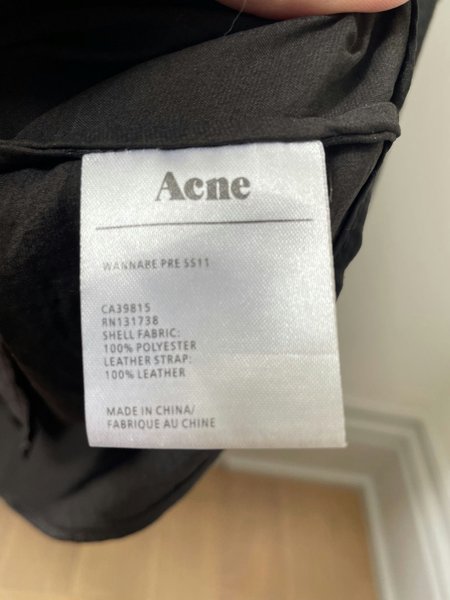 Acne
WANNABE PRE SS11
CA39815
RN131738
SHELL FABRIC:
100% POLYESTER
LEATHER STRAP:
100% LEATHER
MADE IN CHINA/
FABRIQUE AU CHINE